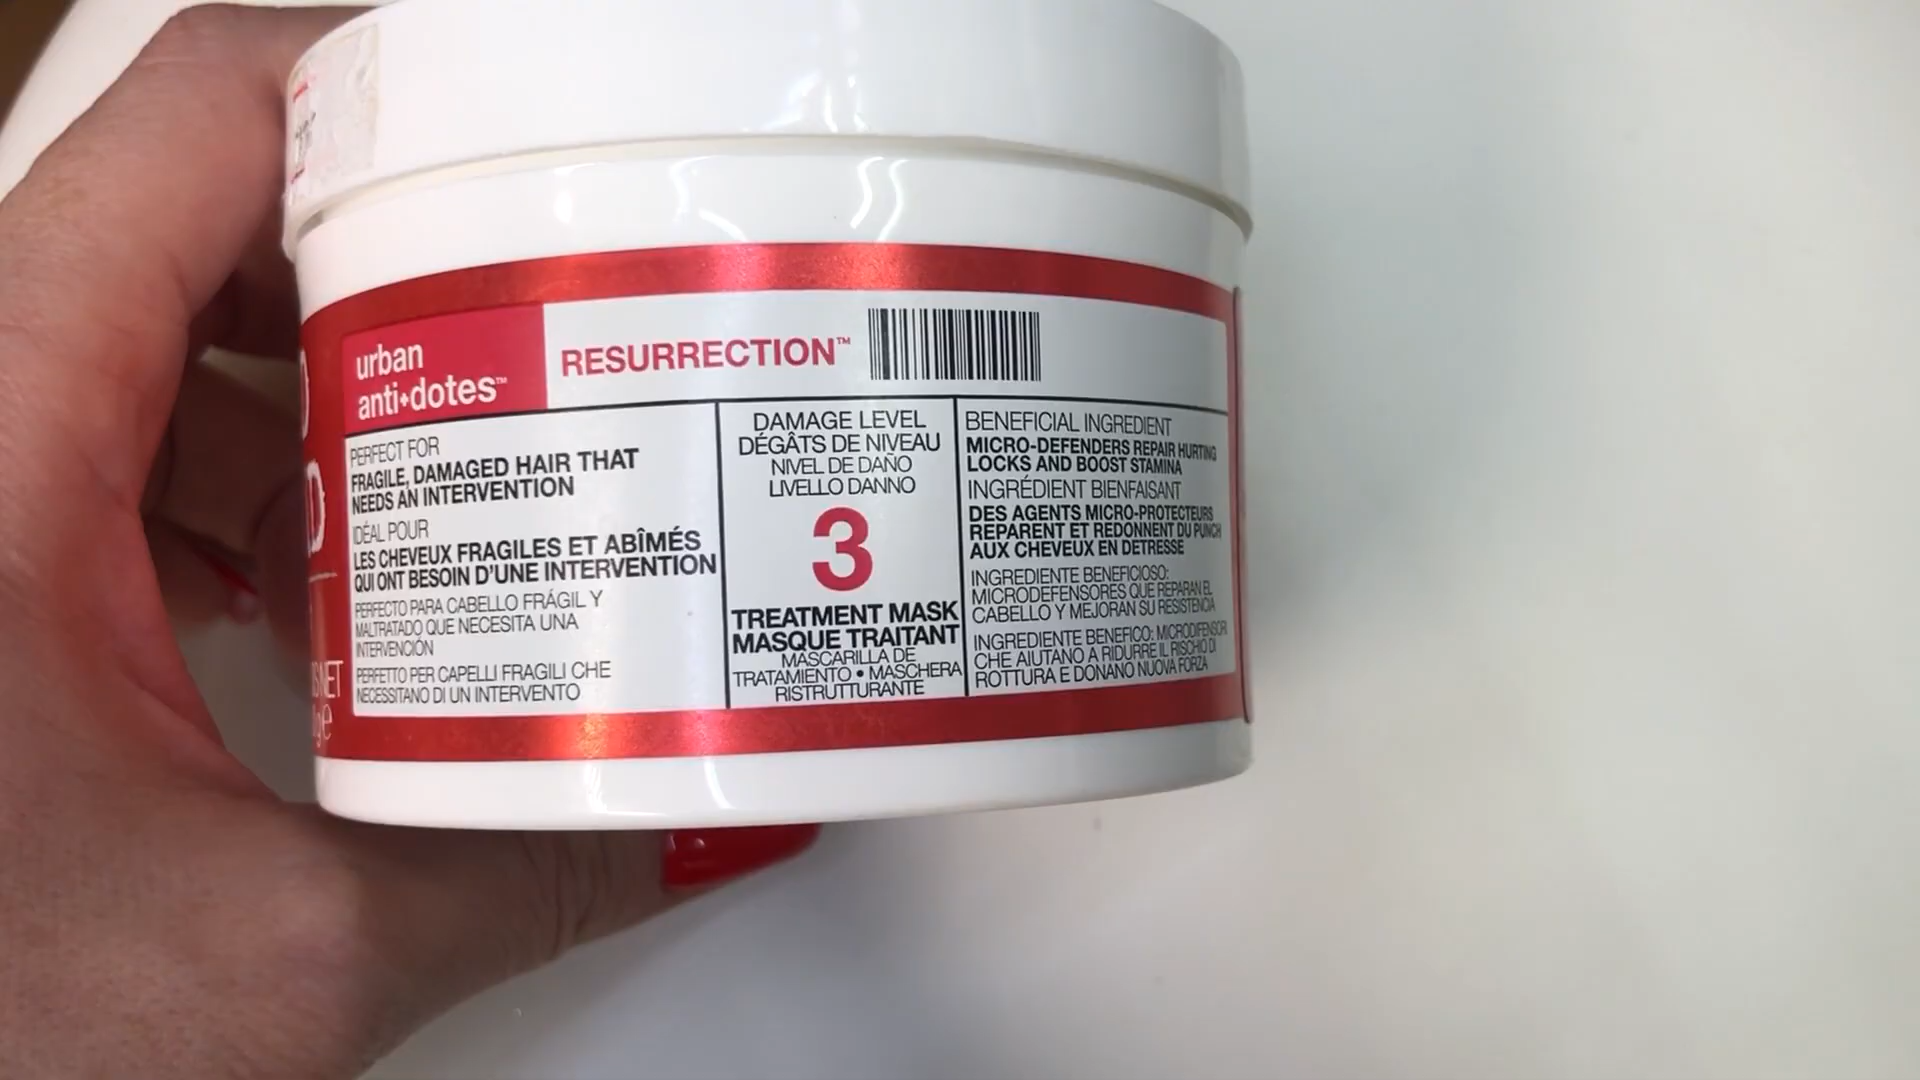 urban
anti+dotes™
RESURRECTION™
PERFECT FOR
FRAGILE, DAMAGED HAIR THAT
NEEDS AN INTERVENTION
IDÉAL POUR
LES CHEVEUX FRAGILES ET ABÎMÉS
QUI ONT BESOIN D'UNE INTERVENTION
PERFECTO PARA CABELLO FRÁGIL Y
MALTRATADO QUE NECESITA UNA
INTERVENCIÓN
PERFETTO PER CAPELLI FRAGILI CHE
NECESSITANO DI UN INTERVENTO
DAMAGE LEVEL
DÉGÂTS DE NIVEAU
NIVEL DE DAÑO
LIVELLO DANNO
3
TREATMENT MASK
MASQUE TRAITANT
MASCARILLA DE
TRATAMIENTO • MASCHERA
RISTRUTTURANTE
BENEFICIAL INGREDIENT
MICRO-DEFENDERS REPAIR HURTING
LOCKS AND BOOST STAMINA
INGRÉDIENT BIENFAISANT
DES AGENTS MICRO-PROTECTEURS
REPARENT ET REDONNENT DU PUNCH
AUX CHEVEUX EN DETRESSE
INGREDIENTE BENEFICIOSO:
MICRODEFENSORES QUE REPARAN EL
CABELLO Y MEJORAN SU RESISTENCIA
INGREDIENTE BENEFICO: MICRODIFENSORI
CHE AIUTANO A RIDURRE IL RISCHIO DI
ROTTURA E DONANO NUOVA FORZA
NET
g e